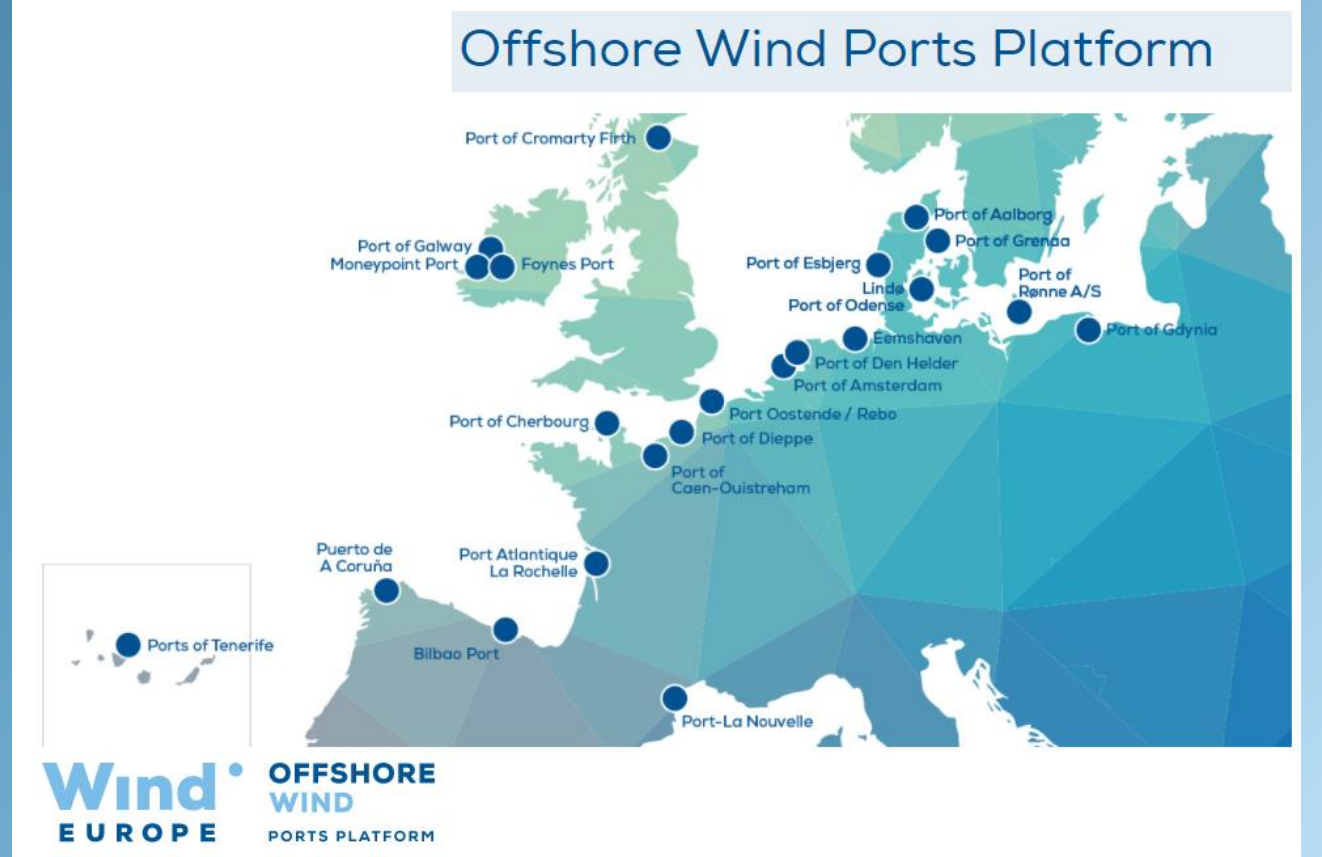 Offshore Wind Ports Platform
Port of Cromarty Firth
Port of Galway
Moneypoint Port
Foynes Port
Port of Aalborg
Port of Grenaa
Port of Esbjerg
Lindø
Port of Odense
Port of
Rønne A/S
Port of Gdynia
Eemshaven
Port of Den Helder
Port of Amsterdam
Port Oostende / Rebo
Port of Cherbourg
Port of Dieppe
Port of
Caen-Ouistreham
Puerto de
A Coruña
Port Atlantique
La Rochelle
Ports of Tenerife
Bilbao Port
Port-La Nouvelle
Wind
EUROPE
OFFSHORE
WIND
PORTS PLATFORM